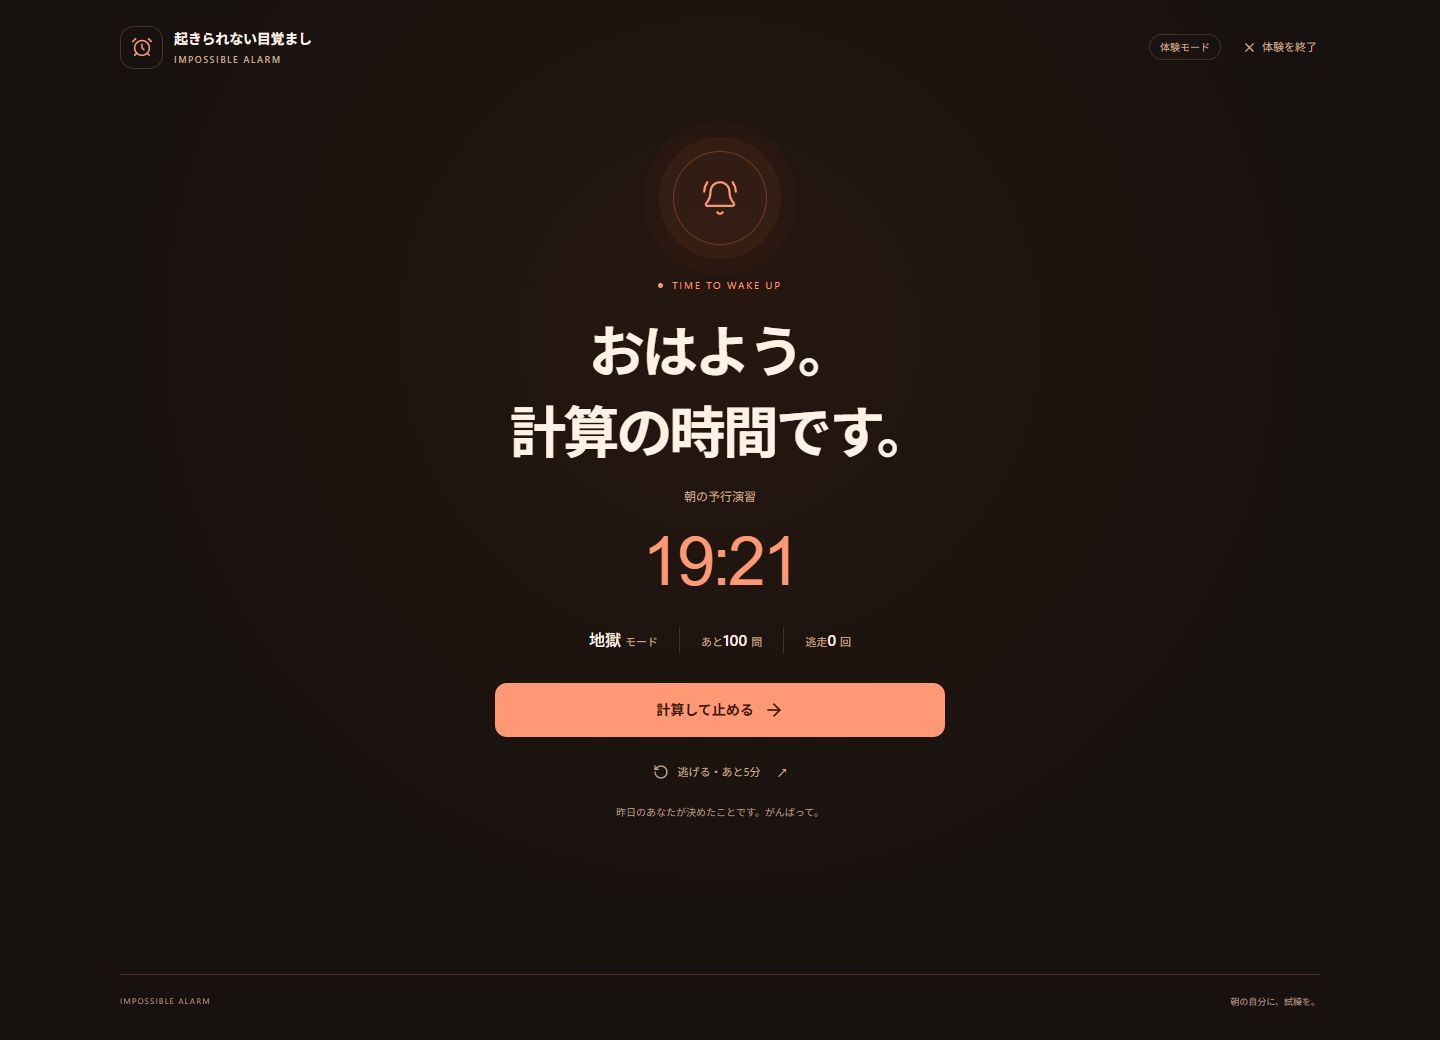 起きられない目覚まし
IMPOSSIBLE ALARM
体験モード
体験を終了
TIME TO WAKE UP
おはよう。
計算の時間です。
朝の予行演習
19:21
地獄 モード
あと100 問
逃走0 回
計算して止める →
逃げる・あと5分 ↗
昨日のあなたが決めたことです。がんばって。
IMPOSSIBLE ALARM
朝の自分に、試練を。